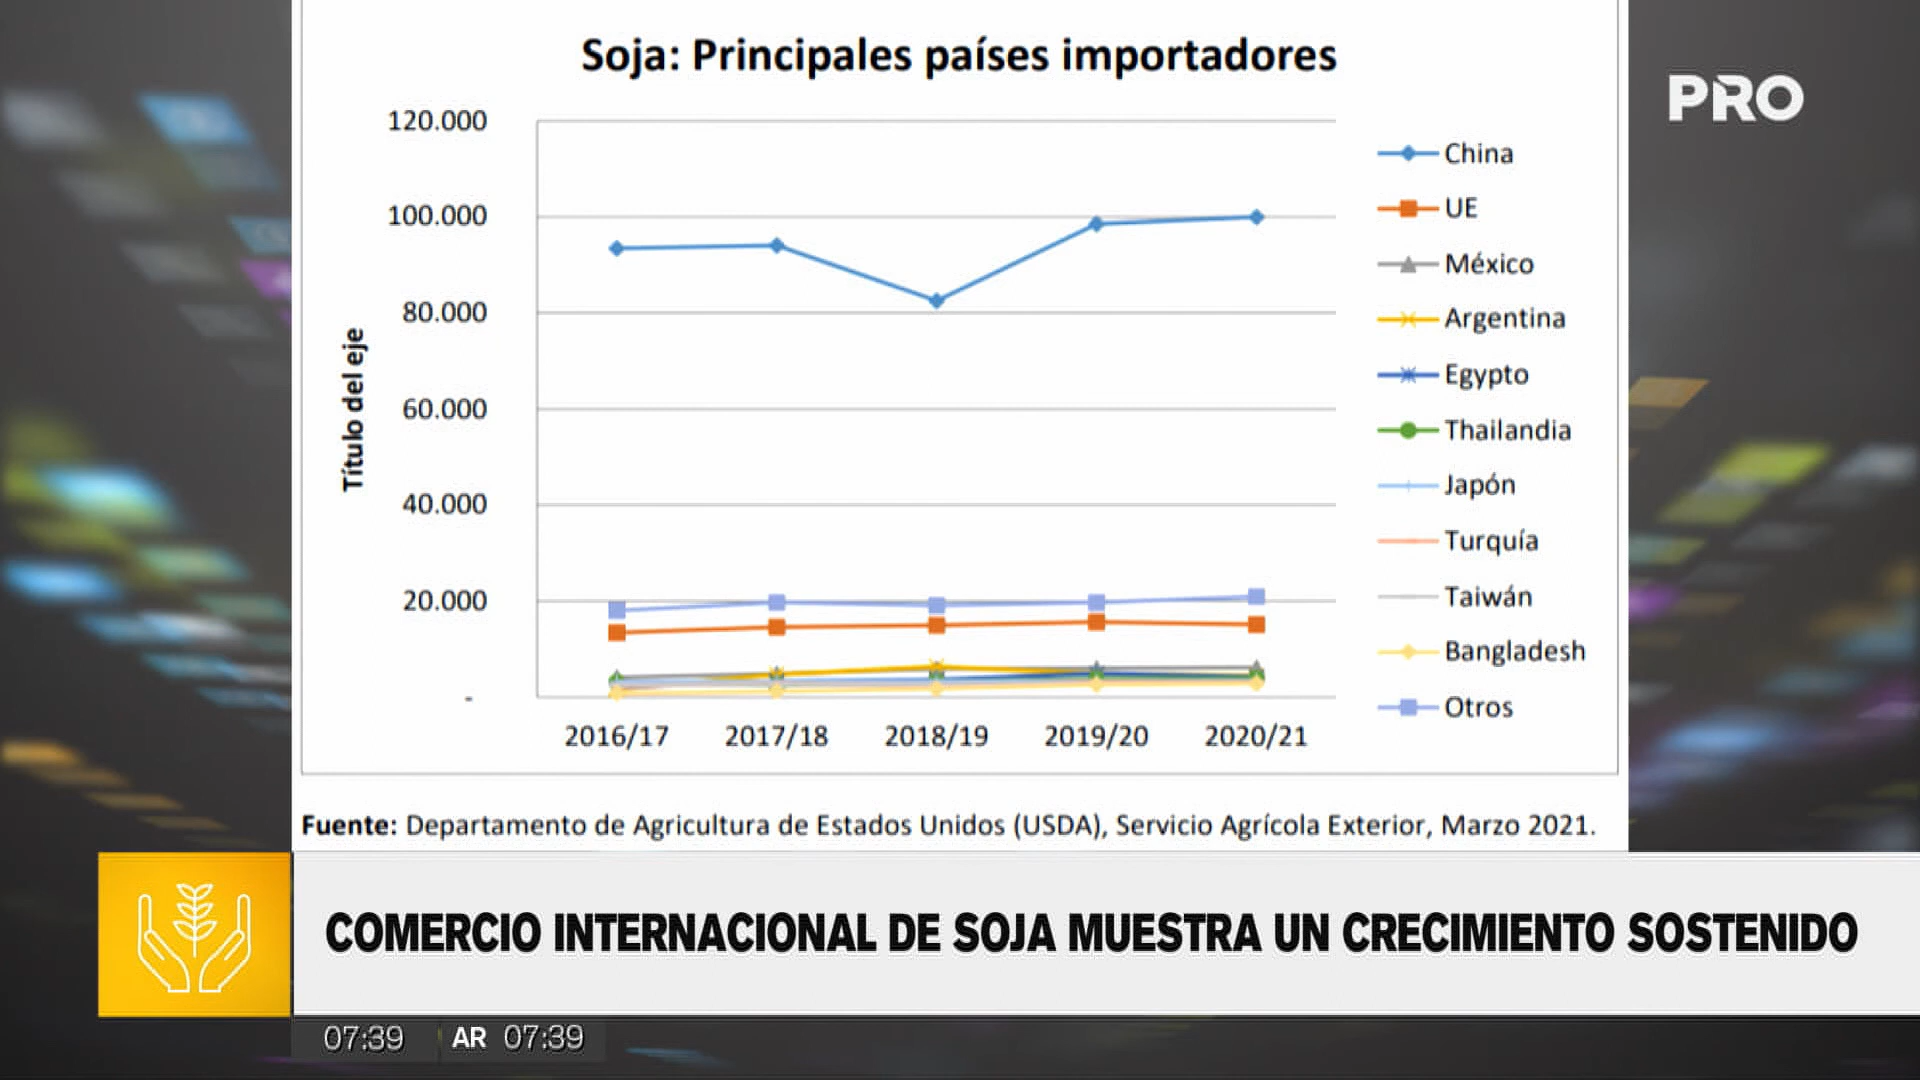 Soja: Principales países importadores
PRO
120.000
100.000
80.000
60.000
40.000
20.000
-
Título del eje
2016/17 2017/18 2018/19 2019/20 2020/21
China
UE
México
Argentina
Egypto
Thailandia
Japón
Turquía
Taiwán
Bangladesh
Otros
Fuente: Departamento de Agricultura de Estados Unidos (USDA), Servicio Agrícola Exterior, Marzo 2021.
COMERCIO INTERNACIONAL DE SOJA MUESTRA UN CRECIMIENTO SOSTENIDO
07:39 AR 07:39